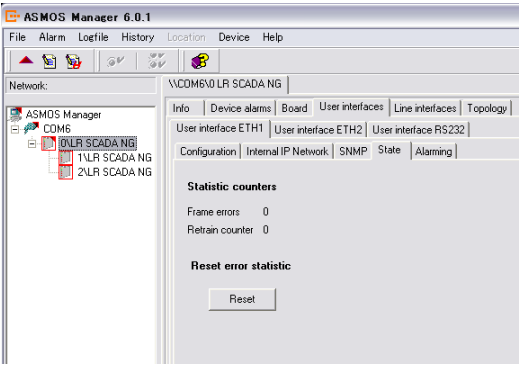 ASMOS Manager 6.0.1
File Alarm Logfile History Location Device Help
Network:
\\COM6\0 LR SCADA NG
ASMOS Manager
COM6
0\LR SCADA NG
1\LR SCADA NG
2\LR SCADA NG
Info Device alarms Board User interfaces Line interfaces Topology
User interface ETH1 User interface ETH2 User interface RS232
Configuration Internal IP Network SNMP State Alarming
Statistic counters
Frame errors 0
Retrain counter 0
Reset error statistic
Reset